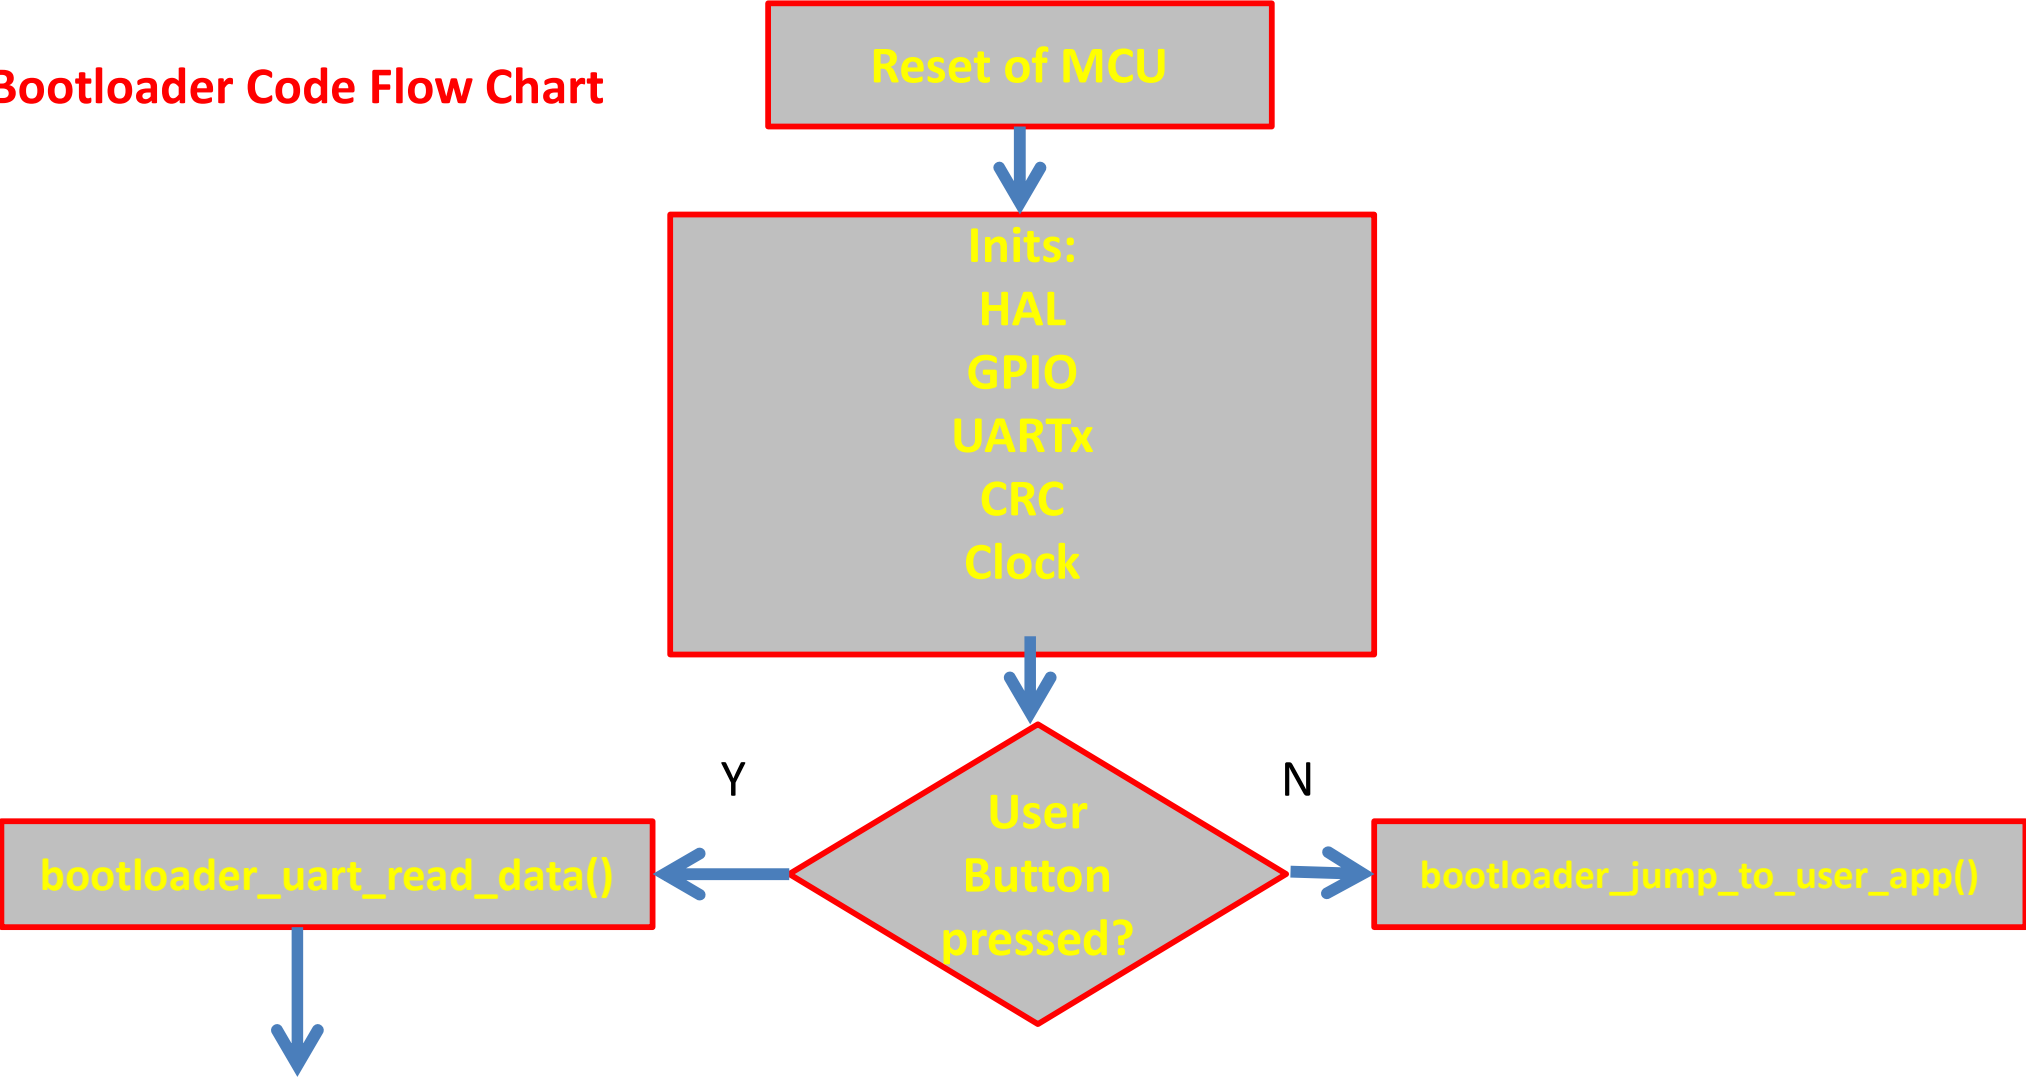 Bootloader Code Flow Chart
Reset of MCU
Inits:
HAL
GPIO
UARTx
CRC
Clock
Y
N
User
Button
pressed?
bootloader_uart_read_data()
bootloader_jump_to_user_app()